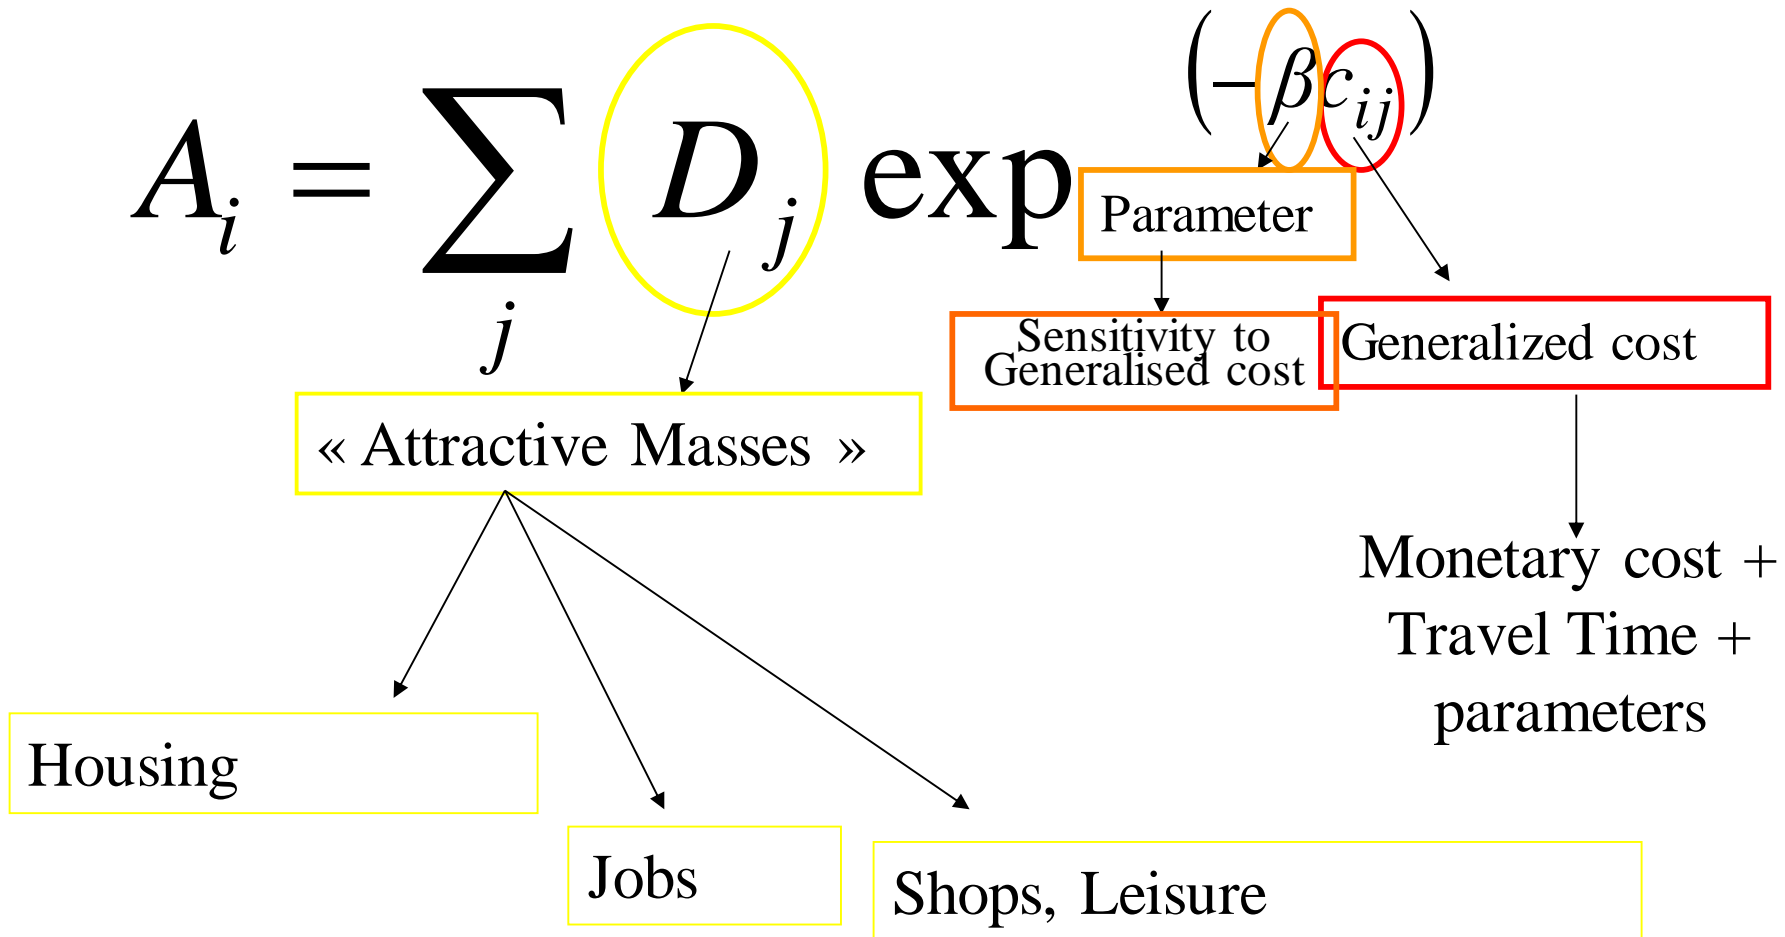 A_i = ∑_j D_j exp^(−βc_ij)
Parameter
Sensitivity to
Generalised cost
Generalized cost
« Attractive Masses »
Monetary cost +
Travel Time +
parameters
Housing
Jobs
Shops, Leisure